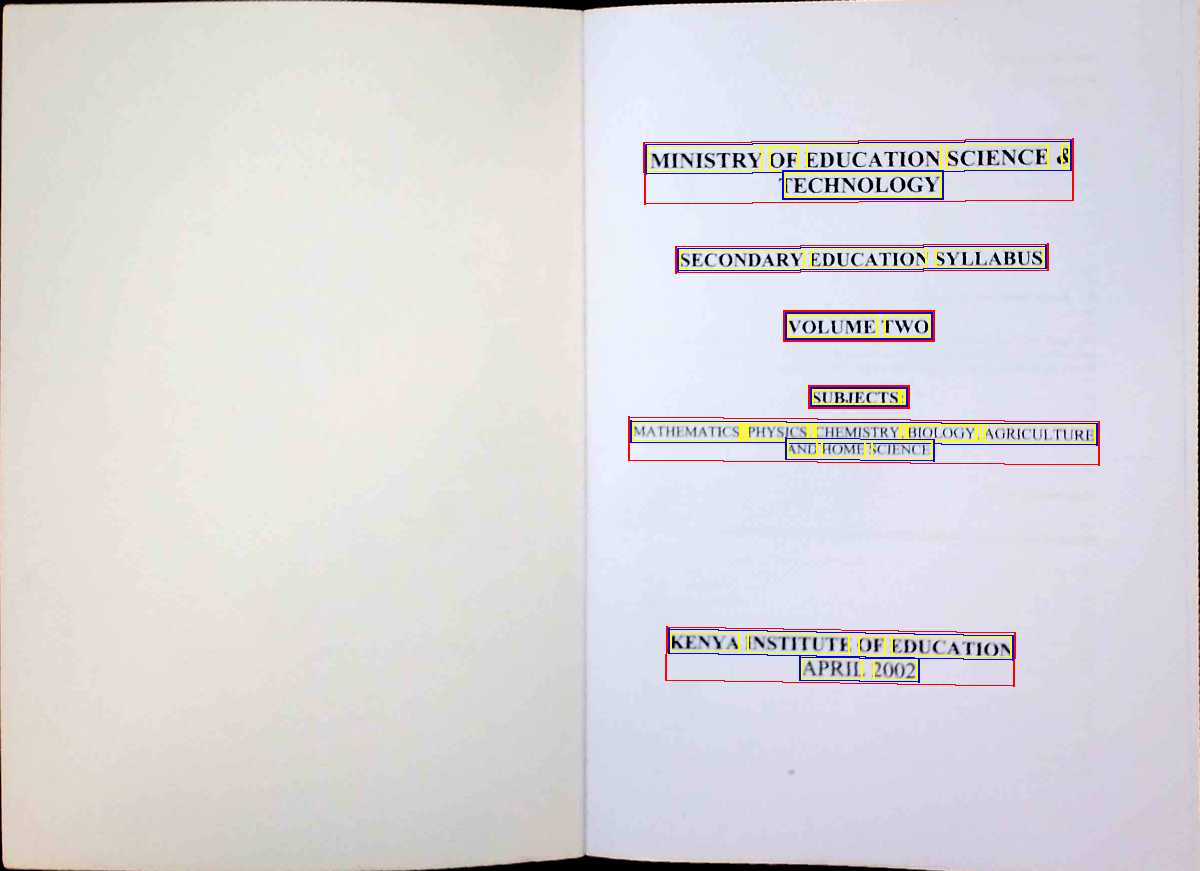 MINISTRY OF EDUCATION SCIENCE &
TECHNOLOGY
SECONDARY EDUCATION SYLLABUS
VOLUME TWO
SUBJECTS:
MATHEMATICS, PHYSICS, CHEMISTRY, BIOLOGY, AGRICULTURE
AND HOME SCIENCE
KENYA INSTITUTE OF EDUCATION
APRIL 2002